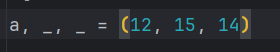 a, _, _ = (12, 15, 14)